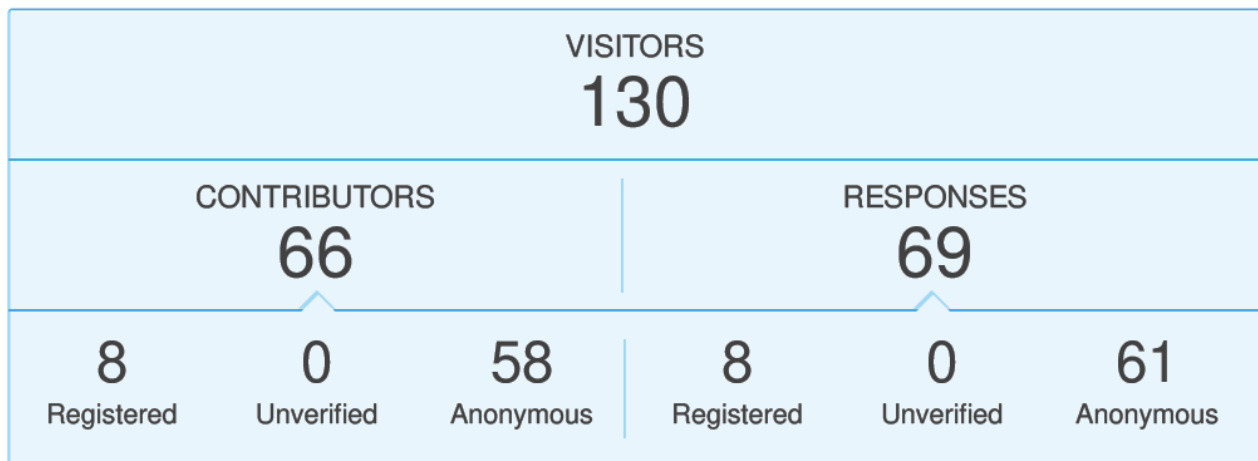 VISITORS
130
CONTRIBUTORS
66
RESPONSES
69
8
Registered
0
Unverified
58
Anonymous
8
Registered
0
Unverified
61
Anonymous